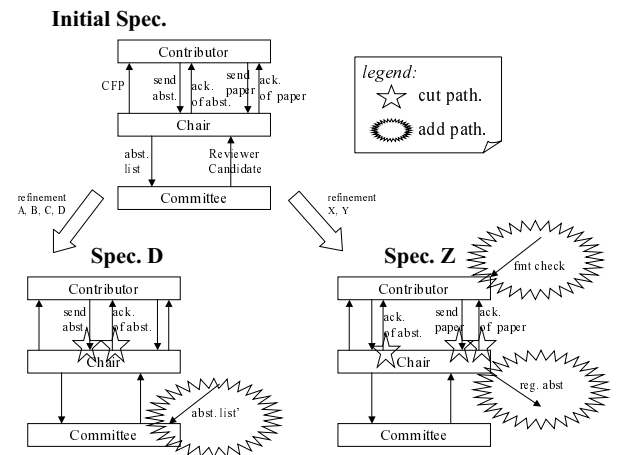 Initial Spec.
Contributor
CFP
send
abst.
ack.
of abst.
send
paper
ack.
of paper
legend:
cut path.
add path.
Chair
abst.
list
Reviewer
Candidate
Committee
refinement
A, B, C, D
refinement
X, Y
Spec. D
Contributor
send
abst.
ack.
of abst.
Chair
abst. list’
Committee
Spec. Z
fmt check
Contributor
ack.
of abst.
send
paper
ack.
of paper
Chair
reg. abst
Committee